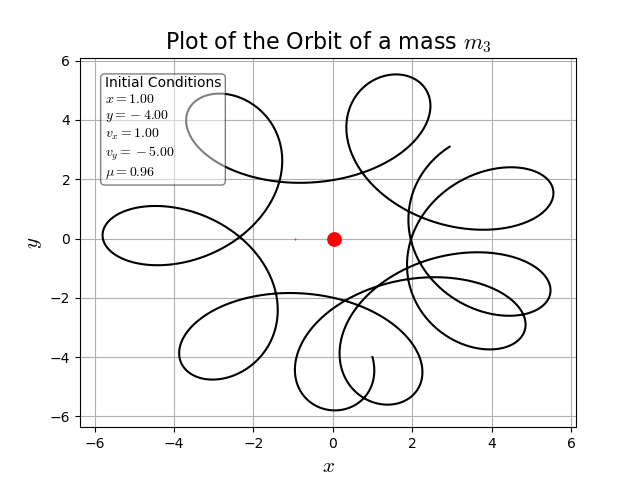 Plot of the Orbit of a mass m₃
Initial Conditions
x = 1.00
y = −4.00
vₓ = 1.00
v_y = −5.00
μ = 0.96
6
4
2
0
−2
−4
−6
y
−6 −4 −2 0 2 4 6
x